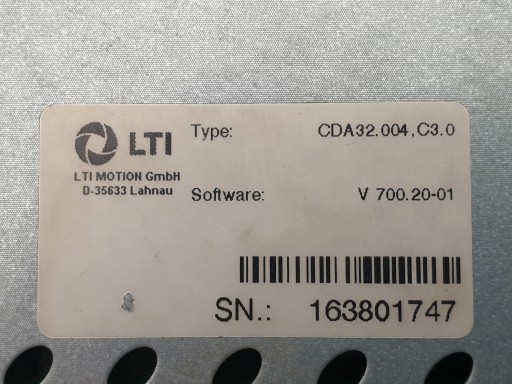 LTI
LTI MOTION GmbH
D-35633 Lahnau
Type: CDA32.004,C3.0
Software: V 700.20-01
SN.: 163801747